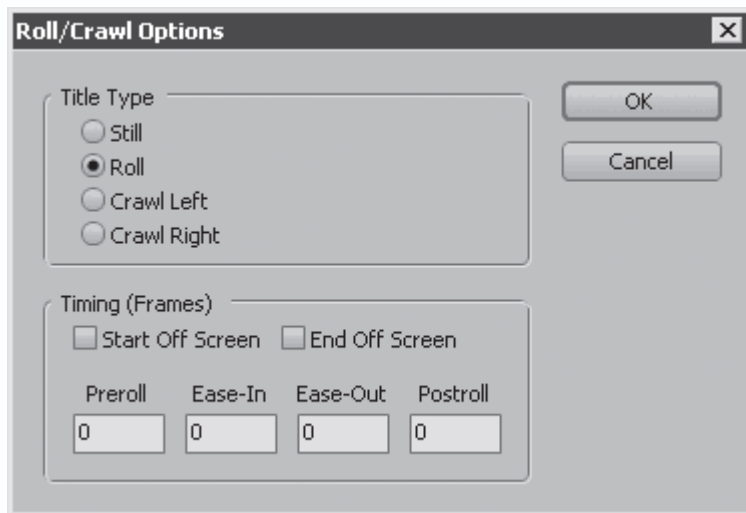 Roll/Crawl Options
Title Type
Still
Roll
Crawl Left
Crawl Right
OK
Cancel
Timing (Frames)
Start Off Screen End Off Screen
Preroll Ease-In Ease-Out Postroll
0 0 0 0